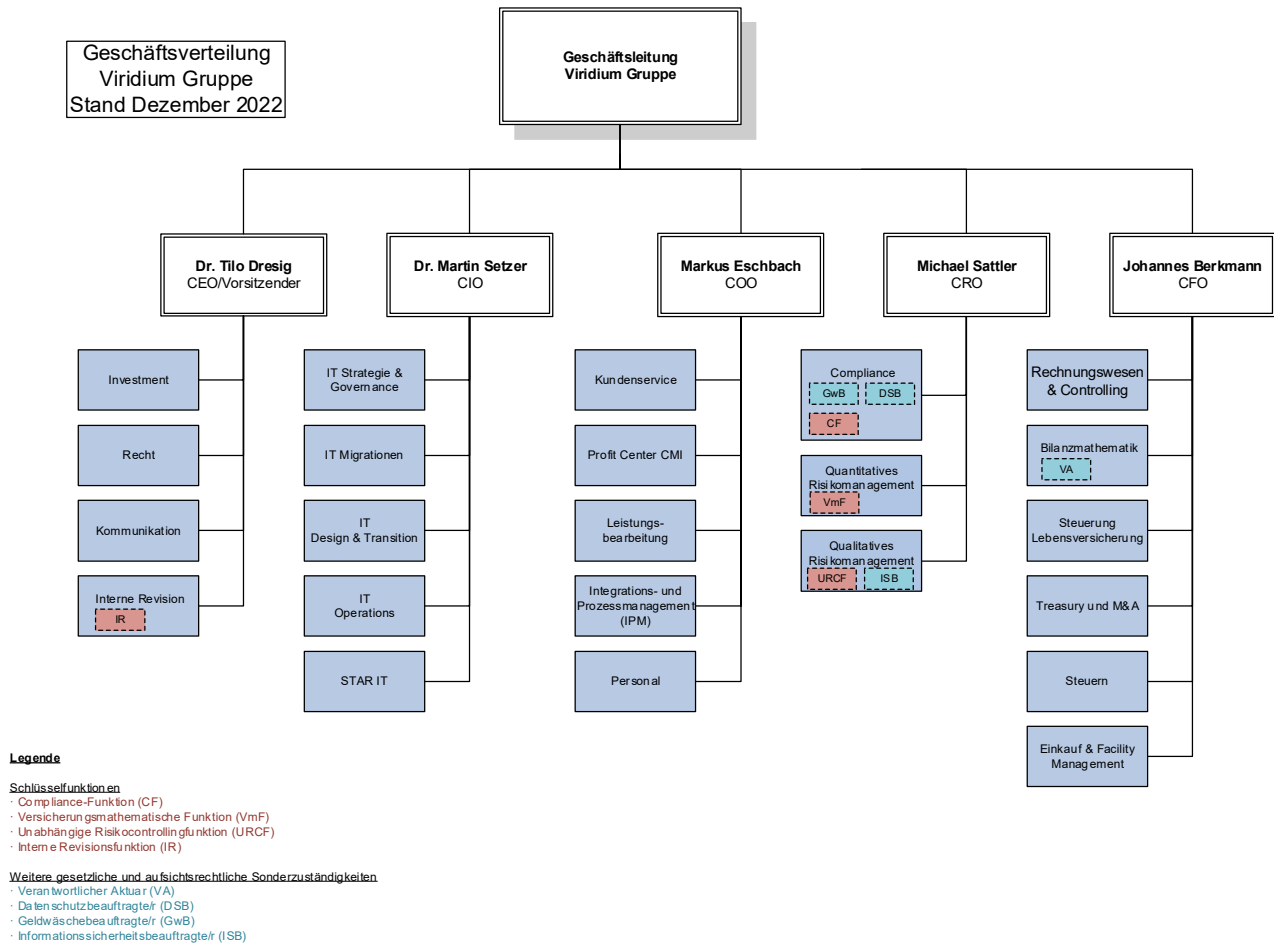 Geschäftsverteilung
Viridium Gruppe
Stand Dezember 2022
Geschäftsleitung
Viridium Gruppe
Dr. Tilo Dresig
CEO/Vorsitzender
Dr. Martin Setzer
CIO
Markus Eschbach
COO
Michael Sattler
CRO
Johannes Berkmann
CFO
Investment
Recht
Kommunikation
Interne Revision
IR
IT Strategie &
Governance
IT Migrationen
IT
Design & Transition
IT
Operations
STAR IT
Kundenservice
Profit Center CMI
Leistungs-
bearbeitung
Integrations- und
Prozessmanagement
(IPM)
Personal
Compliance
GwB DSB
CF
Quantitatives
Risikomanagement
VmF
Qualitatives
Risikomanagement
URCF ISB
Rechnungswesen
& Controlling
Bilanzmathematik
VA
Steuerung
Lebensversicherung
Treasury und M&A
Steuern
Einkauf & Facility
Management
Legende
Schlüsselfunktionen
· Compliance-Funktion (CF)
· Versicherungsmathematische Funktion (VmF)
· Unabhängige Risikocontrollingfunktion (URCF)
· Interne Revisionsfunktion (IR)
Weitere gesetzliche und aufsichtsrechtliche Sonderzuständigkeiten
· Verantwortlicher Aktuar (VA)
· Datenschutzbeauftragte/r (DSB)
· Geldwäschebeauftragte/r (GwB)
· Informationssicherheitsbeauftragte/r (ISB)